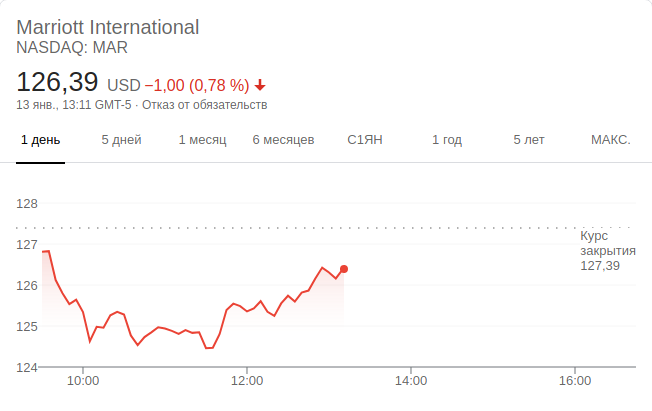 Marriott International
NASDAQ: MAR
126,39 USD −1,00 (0,78 %)
13 янв., 13:11 GMT-5 · Отказ от обязательств
1 день 5 дней 1 месяц 6 месяцев С1ЯН 1 год 5 лет МАКС.
128
127
126
125
124
Курс
закрытия
127,39
10:00 12:00 14:00 16:00